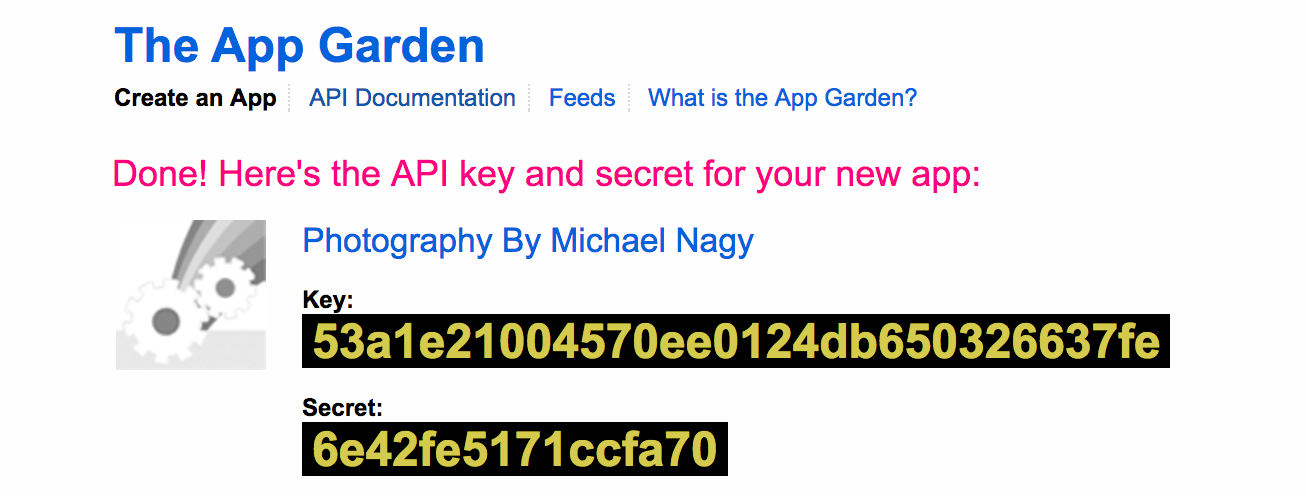 The App Garden
Create an App API Documentation Feeds What is the App Garden?
Done! Here's the API key and secret for your new app:
Photography By Michael Nagy
Key:
53a1e21004570ee0124db650326637fe
Secret:
6e42fe5171ccfa70